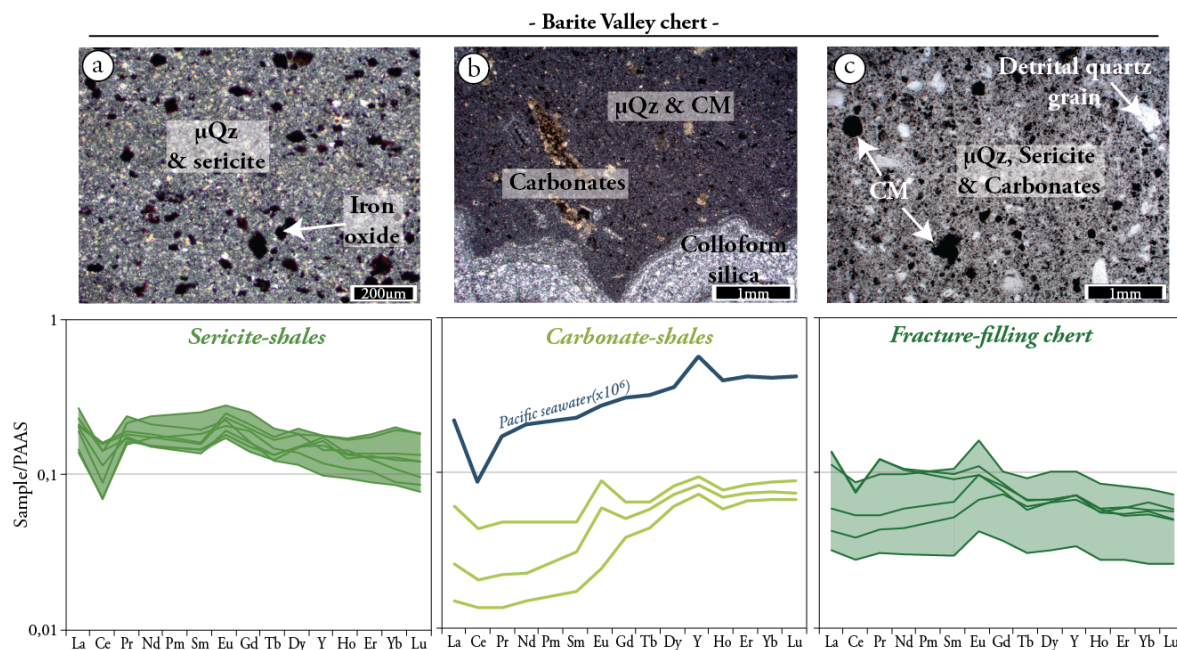 - Barite Valley chert -
a
µQz
& sericite
Iron
oxide
200µm
b
µQz & CM
Carbonates
Colloform
silica
1mm
c
Detrital quartz
grain
µQz, Sericite
& Carbonates
CM
1mm
Sample/PAAS
1
0,1
0,01
Sericite-shales
La Ce Pr Nd Pm Sm Eu Gd Tb Dy Y Ho Er Yb Lu
Carbonate-shales
Pacific seawater(x10⁶)
La Ce Pr Nd Pm Sm Eu Gd Tb Dy Y Ho Er Yb Lu
Fracture-filling chert
La Ce Pr Nd Pm Sm Eu Gd Tb Dy Y Ho Er Yb Lu